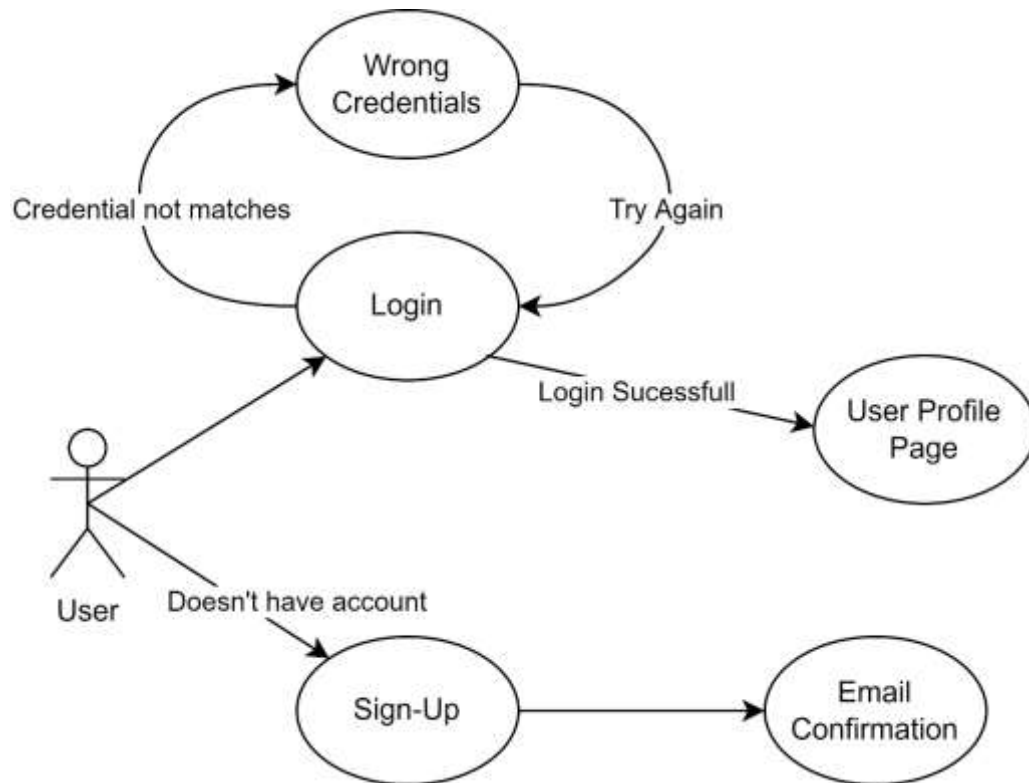 Wrong
Credentials
Credential not matches
Try Again
Login
Login Sucessfull
User Profile
Page
User
Doesn't have account
Sign-Up
Email
Confirmation